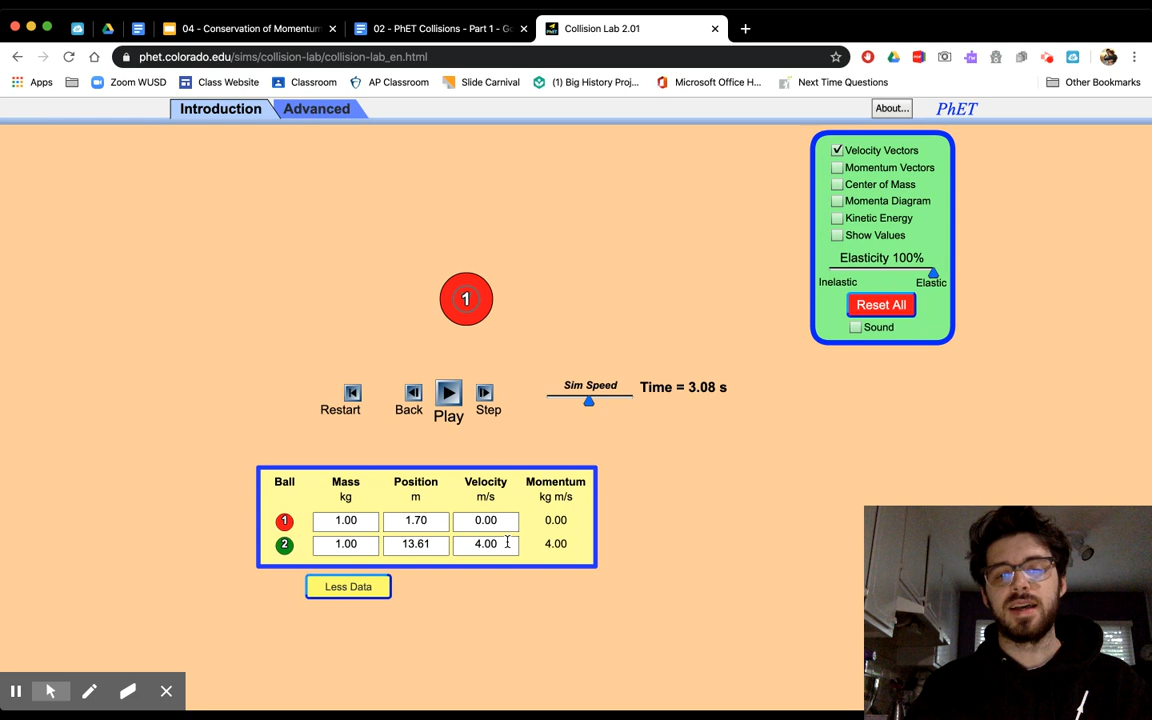 04 - Conservation of Momentum
02 - PhET Collisions - Part 1 - Go
Collision Lab 2.01
phet.colorado.edu/sims/collision-lab/collision-lab_en.html
Apps
Zoom WUSD
Class Website
Classroom
AP Classroom
Slide Carnival
(1) Big History Proj...
Microsoft Office H...
Next Time Questions
Other Bookmarks
Introduction
Advanced
About...
PhET
Velocity Vectors
Momentum Vectors
Center of Mass
Momenta Diagram
Kinetic Energy
Show Values
Elasticity 100%
Inelastic
Elastic
Reset All
Sound
1
Restart
Back
Play
Step
Sim Speed
Time = 3.08 s
Ball Mass Position Velocity Momentum
kg m m/s kg m/s
1 1.00 1.70 0.00 0.00
2 1.00 13.61 4.00 4.00
Less Data